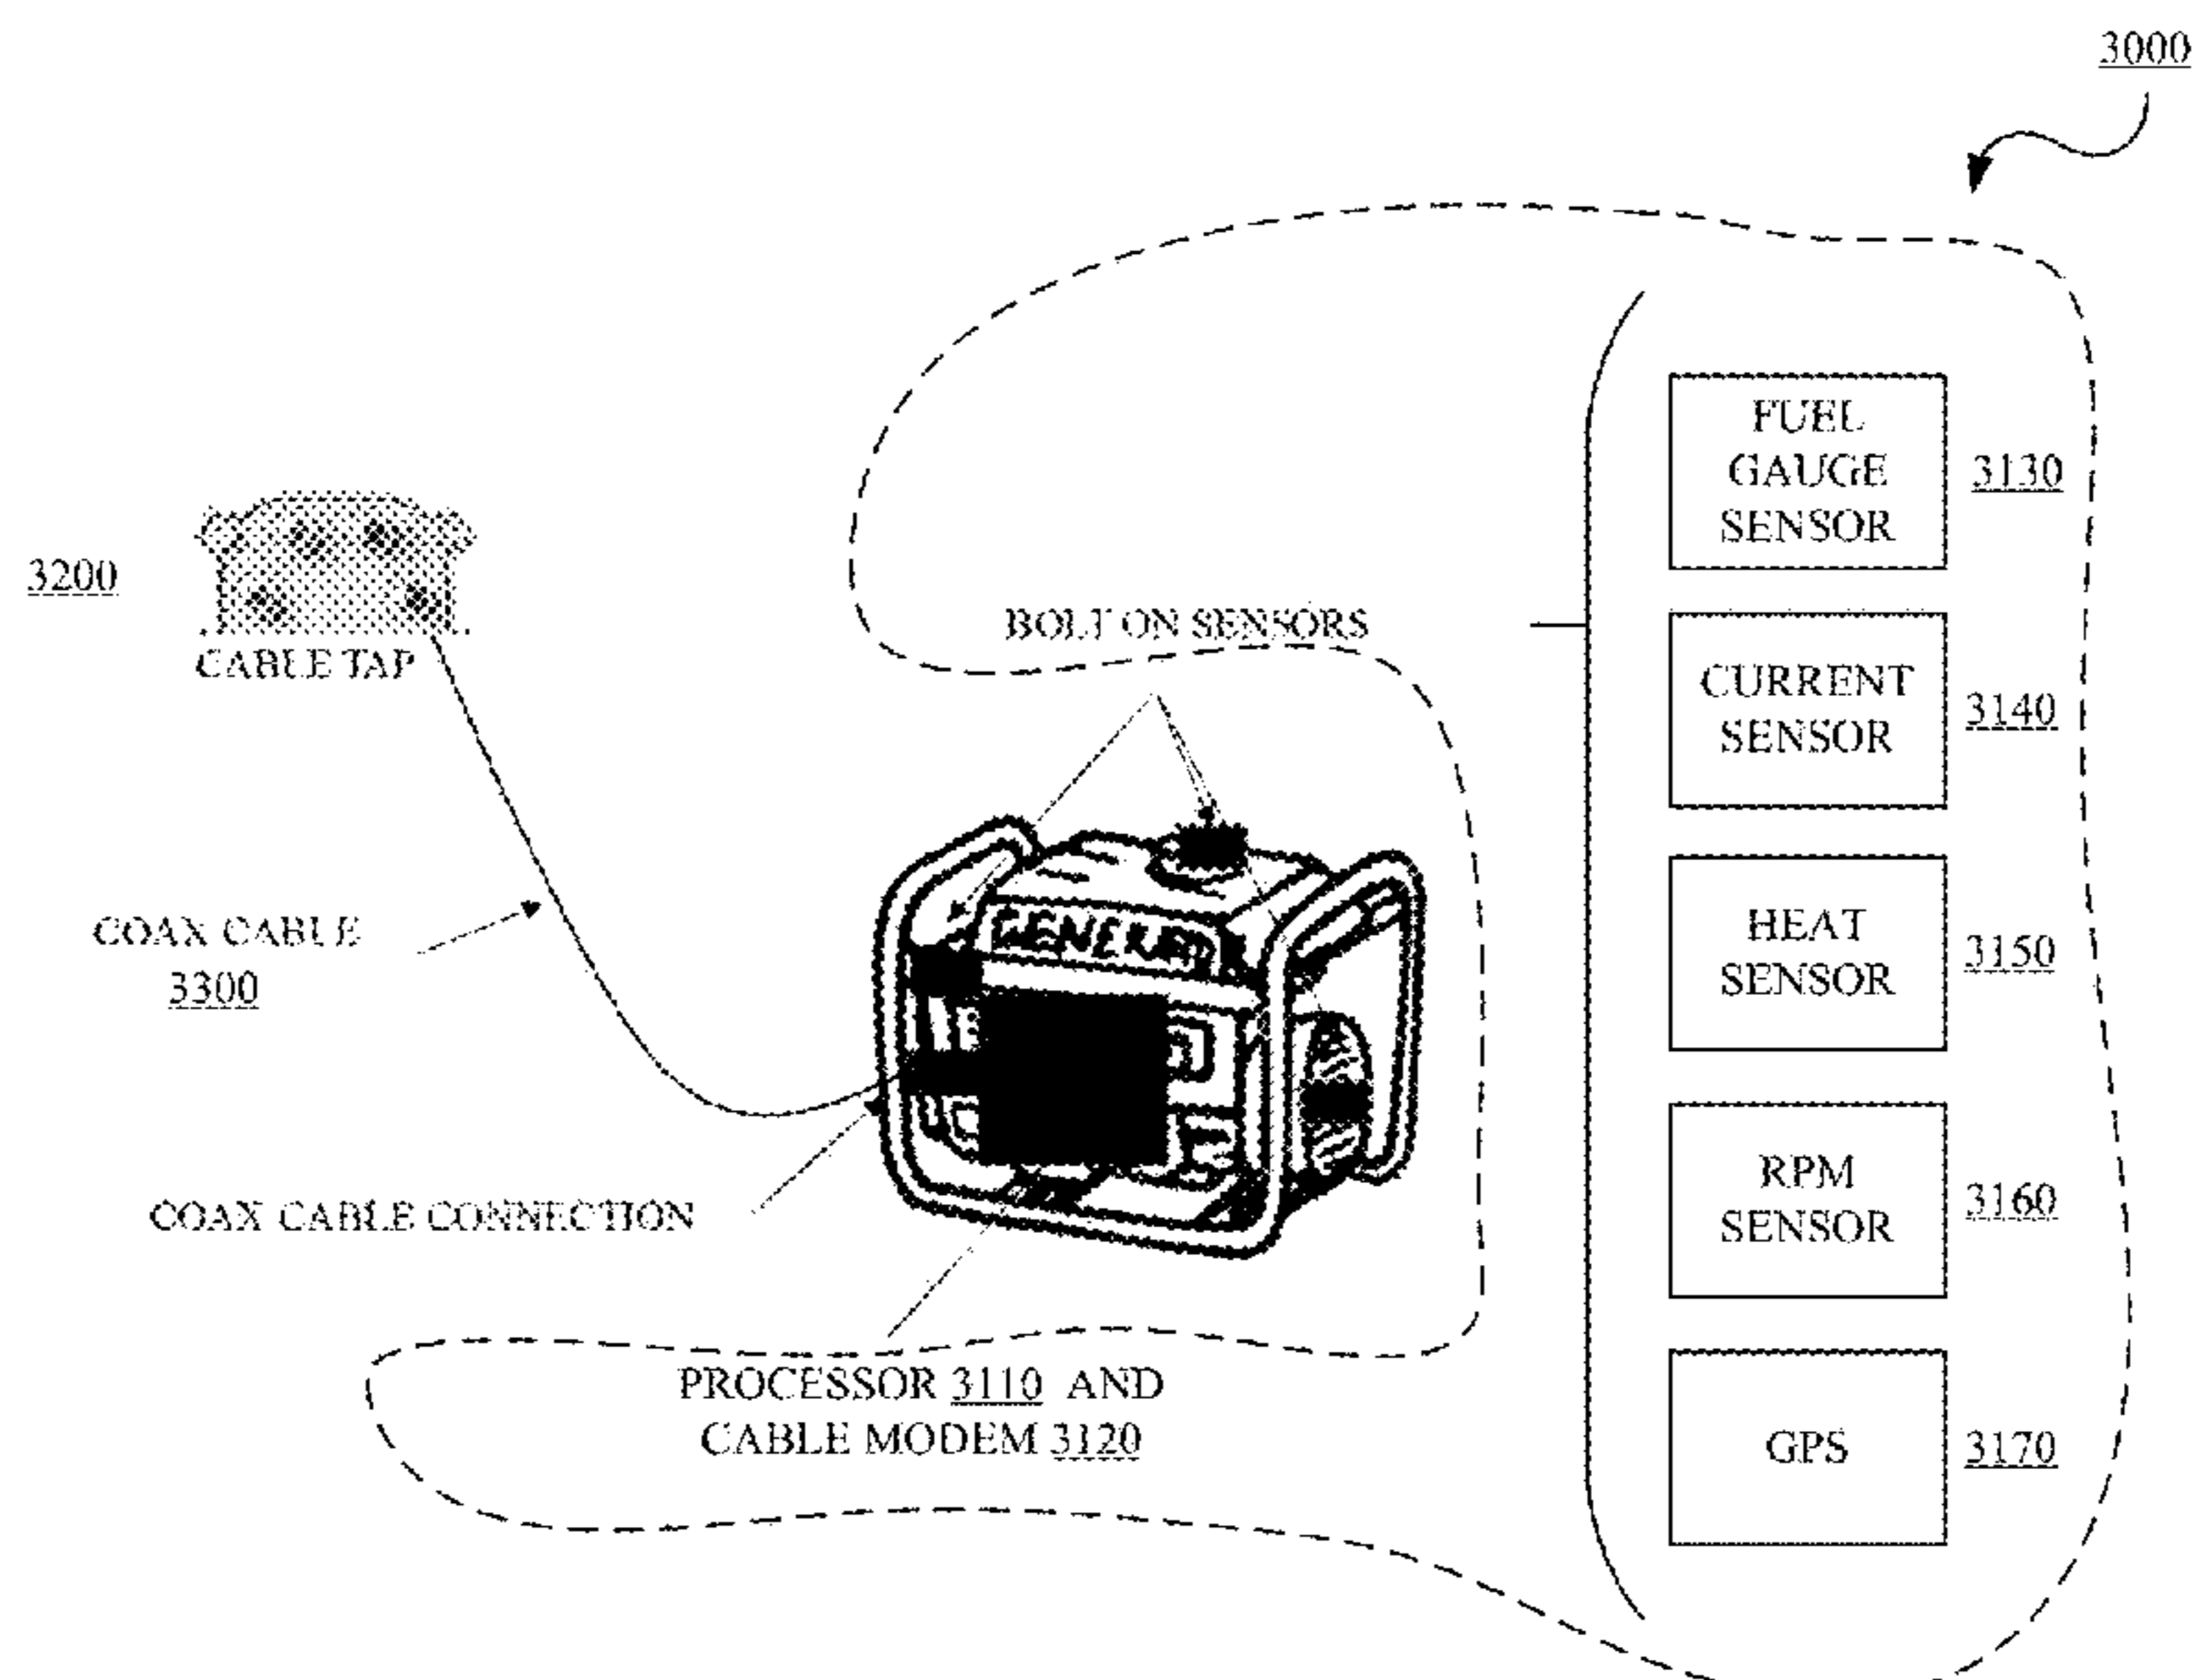 3000
FUEL
GAUGE
SENSOR
3130
3200
CABLE TAP
BOLT ON SENSORS
CURRENT
SENSOR
3140
COAX CABLE
3300
HEAT
SENSOR
3150
COAX CABLE CONNECTION
RPM
SENSOR
3160
PROCESSOR 3110 AND
CABLE MODEM 3120
GPS
3170